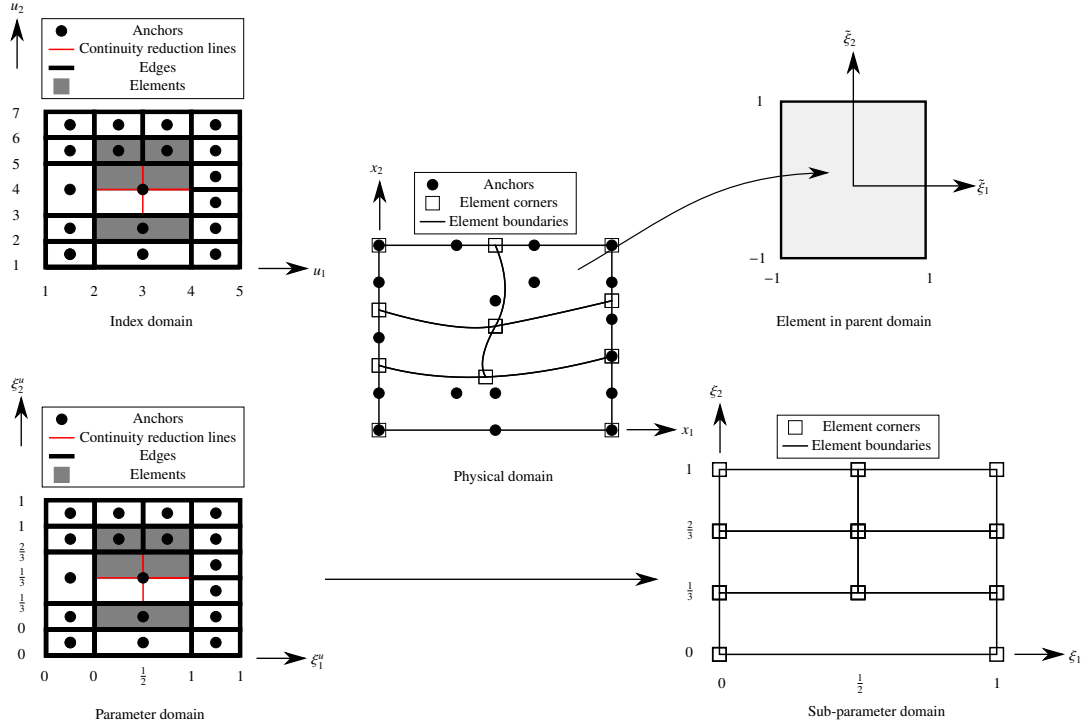 u₂
Anchors
Continuity reduction lines
Edges
Elements
7
6
5
4
3
2
1
1 2 3 4 5
u₁
Index domain
x₂
Anchors
Element corners
Element boundaries
x₁
Physical domain
ξ̃₂
1
ξ̃₁
−1
−1 1
Element in parent domain
ξ₂ᵘ
Anchors
Continuity reduction lines
Edges
Elements
1
1
2/3
1/3
1/3
0
0
0 0 1/2 1 1
ξ₁ᵘ
Parameter domain
ξ₂
Element corners
Element boundaries
1
2/3
1/3
0
0 1/2 1
ξ₁
Sub-parameter domain